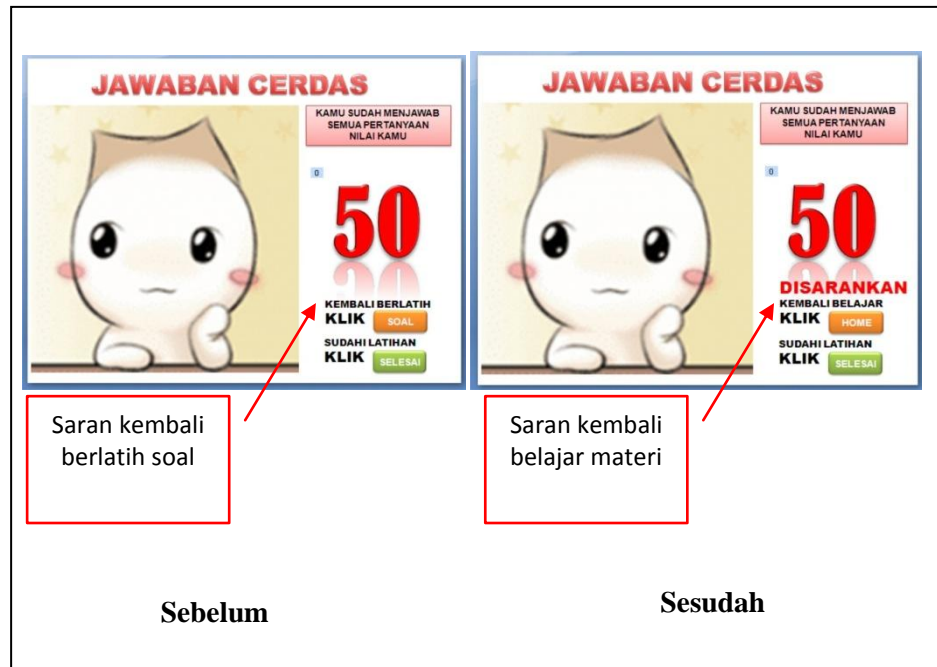 JAWABAN CERDAS
KAMU SUDAH MENJAWAB
SEMUA PERTANYAAN
NILAI KAMU
0
50
KEMBALI BERLATIH
KLIK SOAL
SUDAHI LATIHAN
KLIK SELESAI
Saran kembali
berlatih soal
Sebelum
JAWABAN CERDAS
KAMU SUDAH MENJAWAB
SEMUA PERTANYAAN
NILAI KAMU
0
50
DISARANKAN
KEMBALI BELAJAR
KLIK HOME
SUDAHI LATIHAN
KLIK SELESAI
Saran kembali
belajar materi
Sesudah